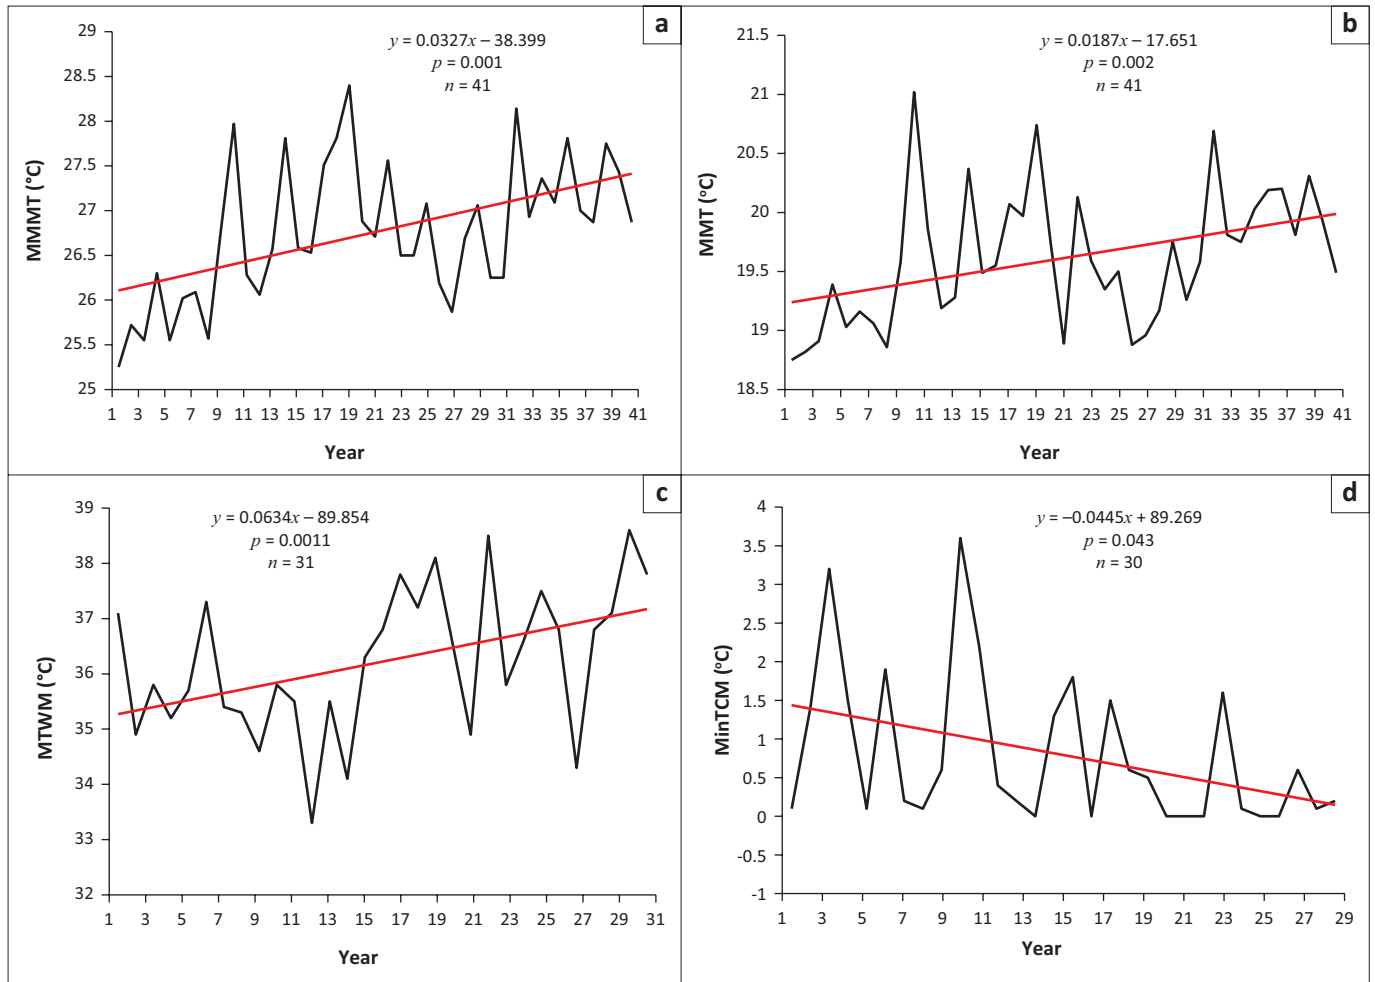 a
y = 0.0327x – 38.399
p = 0.001
n = 41
29
28.5
28
27.5
27
26.5
26
25.5
25
MMMT (°C)
1 3 5 7 9 11 13 15 17 19 21 23 25 27 29 31 33 35 37 39 41
Year
b
y = 0.0187x – 17.651
p = 0.002
n = 41
21.5
21
20.5
20
19.5
19
18.5
MMT (°C)
1 3 5 7 9 11 13 15 17 19 21 23 25 27 29 31 33 35 37 39 41
Year
c
y = 0.0634x – 89.854
p = 0.0011
n = 31
39
38
37
36
35
34
33
32
MTWM (°C)
1 3 5 7 9 11 13 15 17 19 21 23 25 27 29 31
Year
d
y = –0.0445x + 89.269
p = 0.043
n = 30
4
3.5
3
2.5
2
1.5
1
0.5
0
-0.5
-1
MinTCM (°C)
1 3 5 7 9 11 13 15 17 19 21 23 25 27 29
Year